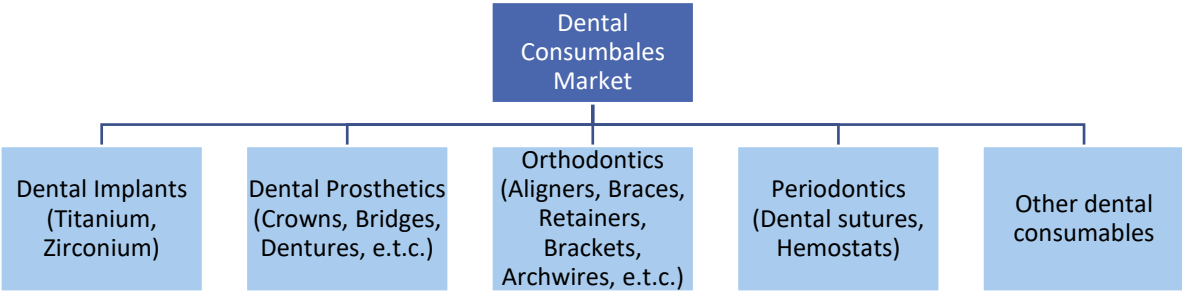 Dental
Consumbales
Market
Dental Implants
(Titanium,
Zirconium)
Dental Prosthetics
(Crowns, Bridges,
Dentures, e.t.c.)
Orthodontics
(Aligners, Braces,
Retainers,
Brackets,
Archwires, e.t.c.)
Periodontics
(Dental sutures,
Hemostats)
Other dental
consumables